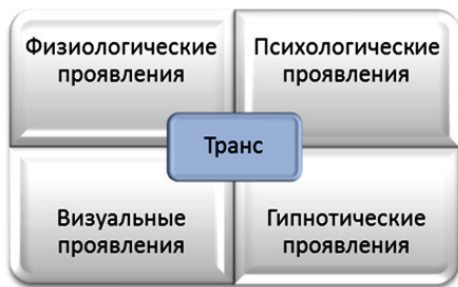 Физиологические
проявления
Психологические
проявления
Транс
Визуальные
проявления
Гипнотические
проявления